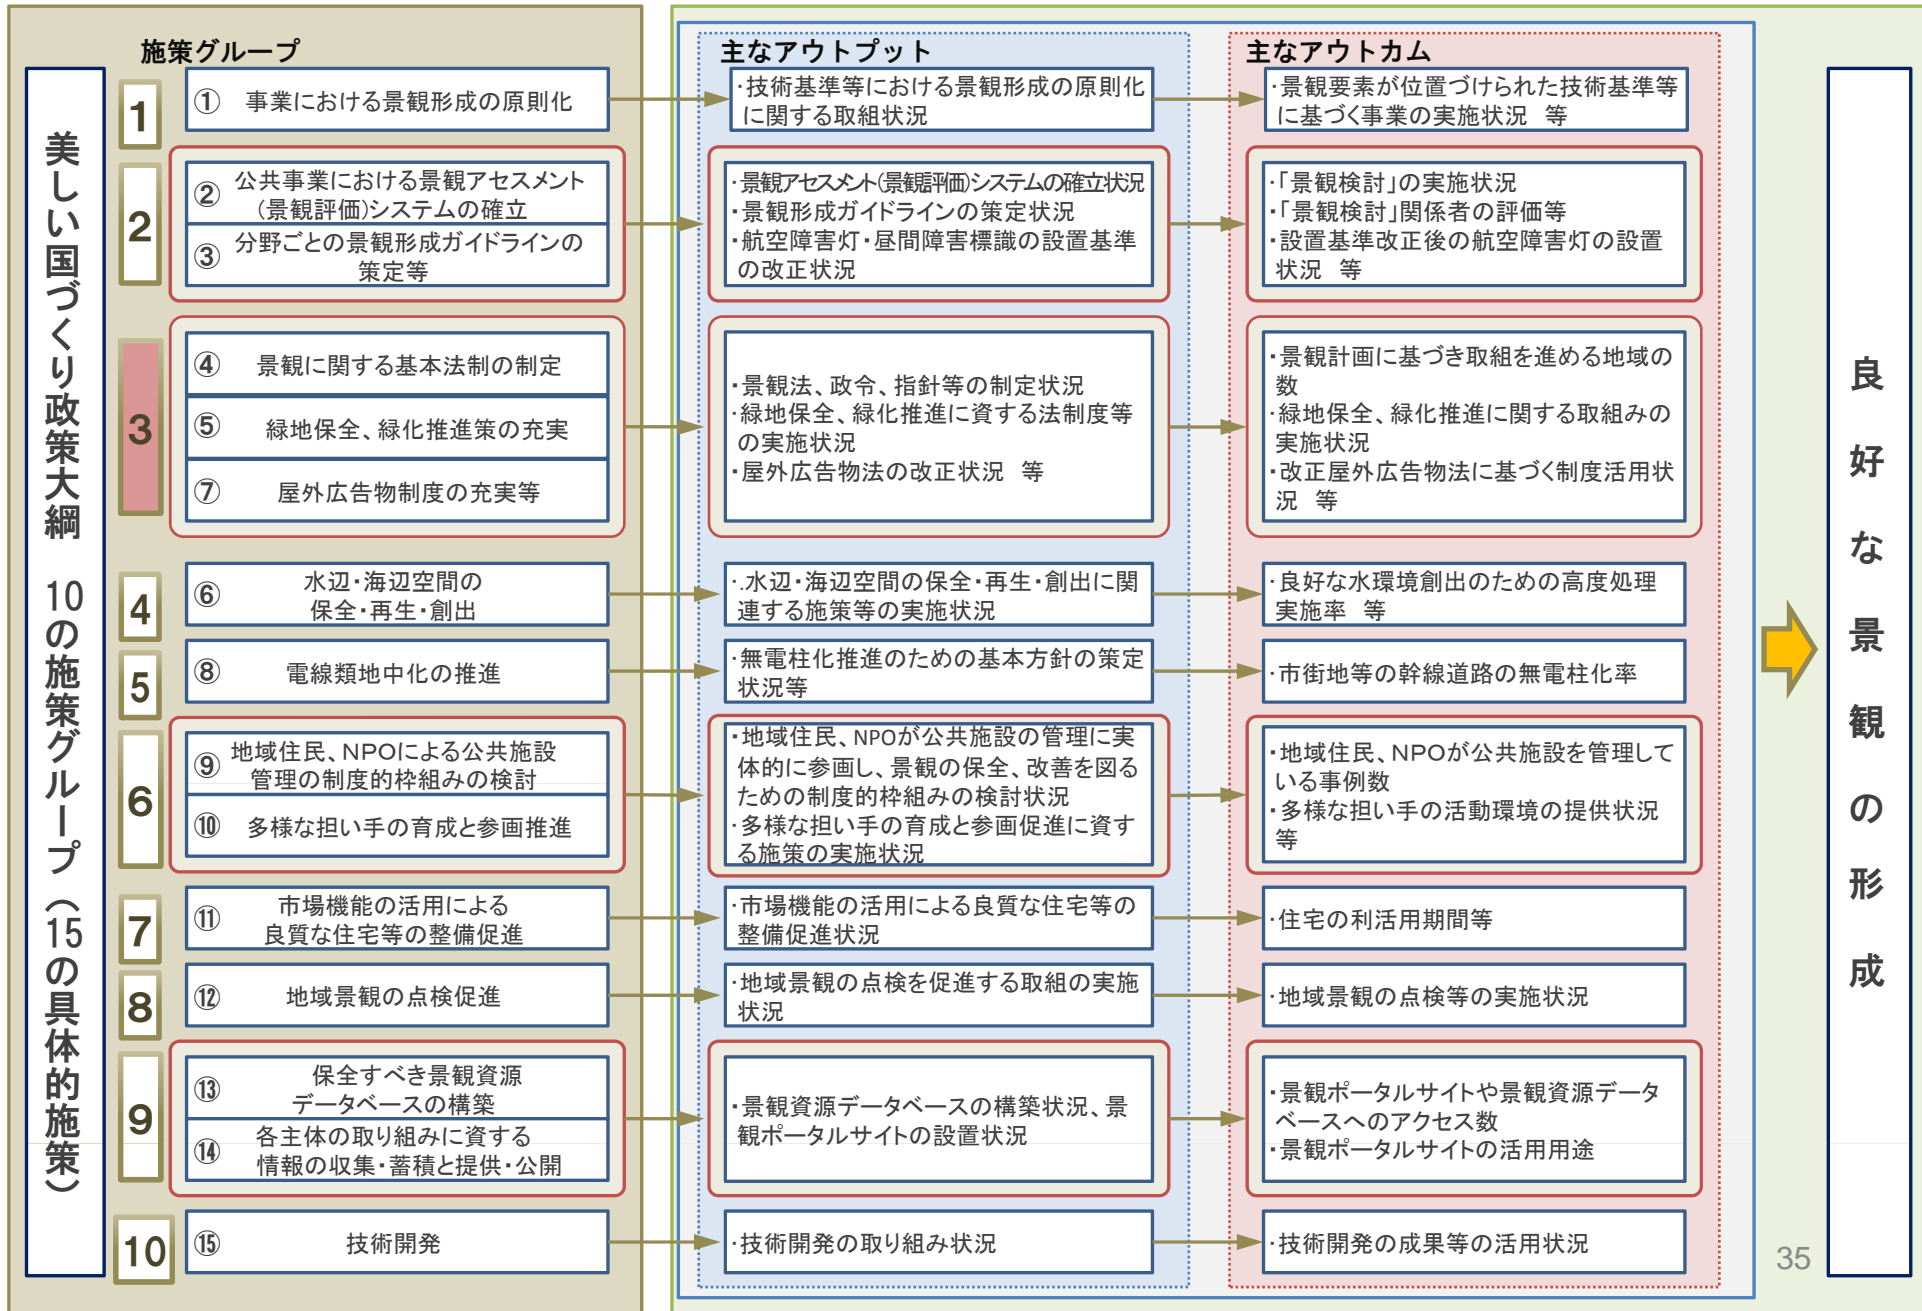 施策グループ
主なアウトプット
主なアウトカム
美しい国づくり政策大綱　10の施策グループ（15の具体的施策）
1
① 事業における景観形成の原則化
・技術基準等における景観形成の原則化
に関する取組状況
・景観要素が位置づけられた技術基準等
に基づく事業の実施状況　等
2
② 公共事業における景観アセスメント
(景観評価)システムの確立
③ 分野ごとの景観形成ガイドラインの
策定等
・景観アセスメント(景観評価)システムの確立状況
・景観形成ガイドラインの策定状況
・航空障害灯・昼間障害標識の設置基準
の改正状況
・「景観検討」の実施状況
・「景観検討」関係者の評価等
・設置基準改正後の航空障害灯の設置
状況　等
3
④ 景観に関する基本法制の制定
⑤ 緑地保全、緑化推進策の充実
⑦ 屋外広告物制度の充実等
・景観法、政令、指針等の制定状況
・緑地保全、緑化推進に資する法制度等
の実施状況
・屋外広告物法の改正状況　等
・景観計画に基づき取組を進める地域の
数
・緑地保全、緑化推進に関する取組みの
実施状況
・改正屋外広告物法に基づく制度活用状
況　等
4
⑥ 水辺・海辺空間の
保全・再生・創出
・.水辺・海辺空間の保全・再生・創出に関
連する施策等の実施状況
・良好な水環境創出のための高度処理
実施率　等
5
⑧ 電線類地中化の推進
・無電柱化推進のための基本方針の策定
状況等
・市街地等の幹線道路の無電柱化率
6
⑨ 地域住民、NPOによる公共施設
管理の制度的枠組みの検討
⑩ 多様な担い手の育成と参画推進
・地域住民、NPOが公共施設の管理に実
体的に参画し、景観の保全、改善を図る
ための制度的枠組みの検討状況
・多様な担い手の育成と参画促進に資す
る施策の実施状況
・地域住民、NPOが公共施設を管理して
いる事例数
・多様な担い手の活動環境の提供状況
等
7
⑪ 市場機能の活用による
良質な住宅等の整備促進
・市場機能の活用による良質な住宅等の
整備促進状況
・住宅の利活用期間等
8
⑫ 地域景観の点検促進
・地域景観の点検を促進する取組の実施
状況
・地域景観の点検等の実施状況
9
⑬ 保全すべき景観資源
データベースの構築
⑭ 各主体の取り組みに資する
情報の収集・蓄積と提供・公開
・景観資源データベースの構築状況、景
観ポータルサイトの設置状況
・景観ポータルサイトや景観資源データ
ベースへのアクセス数
・景観ポータルサイトの活用用途
10
⑮ 技術開発
・技術開発の取り組み状況
・技術開発の成果等の活用状況
良好な景観の形成
35